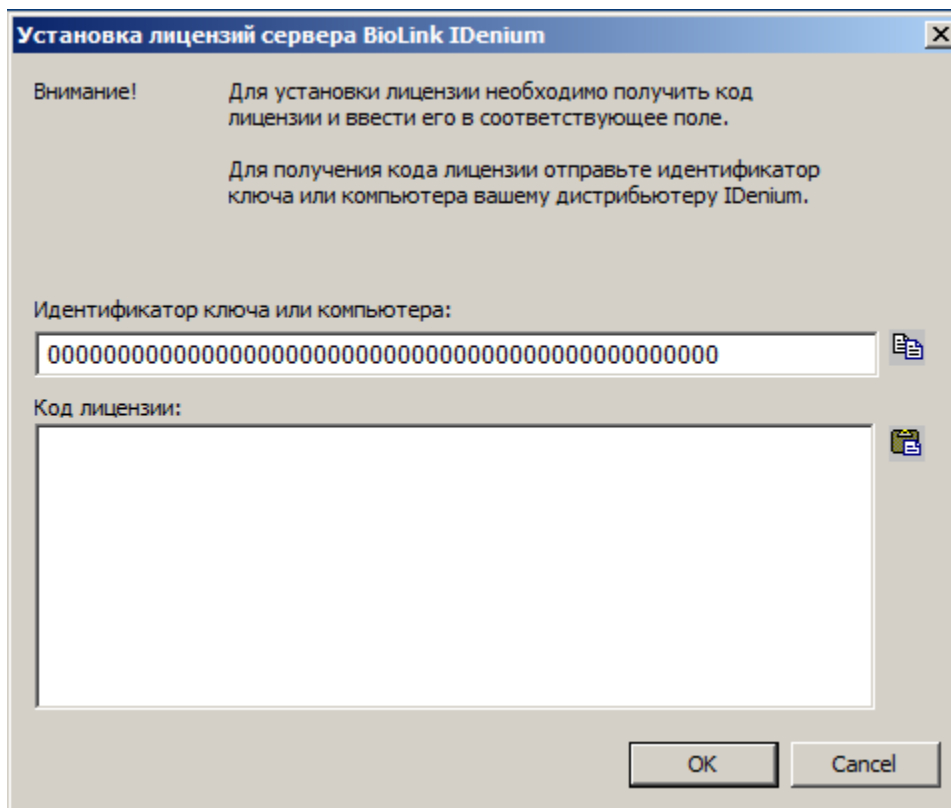 Установка лицензий сервера BioLink IDenium
Внимание!
Для установки лицензии необходимо получить код
лицензии и ввести его в соответствующее поле.
Для получения кода лицензии отправьте идентификатор
ключа или компьютера вашему дистрибьютеру IDenium.
Идентификатор ключа или компьютера:
0000000000000000000000000000000000000000000000
Код лицензии:
OK
Cancel